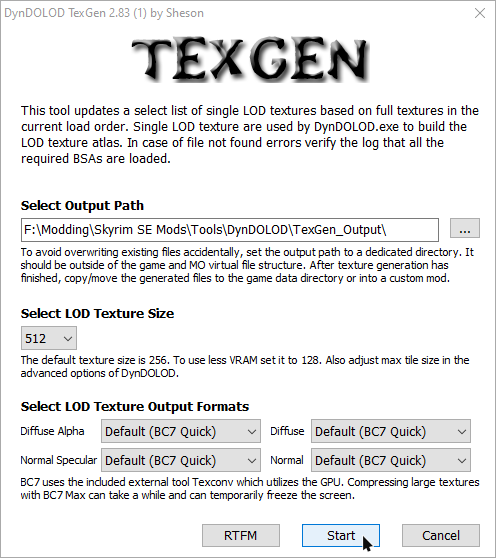 DynDOLOD TexGen 2.83 (1) by Sheson
TEXGEN
This tool updates a select list of single LOD textures based on full textures in the
current load order. Single LOD texture are used by DynDOLOD.exe to build the
LOD texture atlas. In case of file not found errors verify the log that all the
required BSAs are loaded.
Select Output Path
F:\Modding\Skyrim SE Mods\Tools\DynDOLOD\TexGen_Output\
...
To avoid overwriting existing files accidentally, set the output path to a dedicated directory. It
should be outside of the game and MO virtual file structure. After texture generation has
finished, copy/move the generated files to the game data directory or into a custom mod.
Select LOD Texture Size
512
The default texture size is 256. To use less VRAM set it to 128. Also adjust max tile size in the
advanced options of DynDOLOD.
Select LOD Texture Output Formats
Diffuse Alpha Default (BC7 Quick) Diffuse Default (BC7 Quick)
Normal Specular Default (BC7 Quick) Normal Default (BC7 Quick)
BC7 uses the included external tool Texconv which utilizes the GPU. Compressing large textures
with BC7 Max can take a while and can temporarily freeze the screen.
RTFM Start Cancel